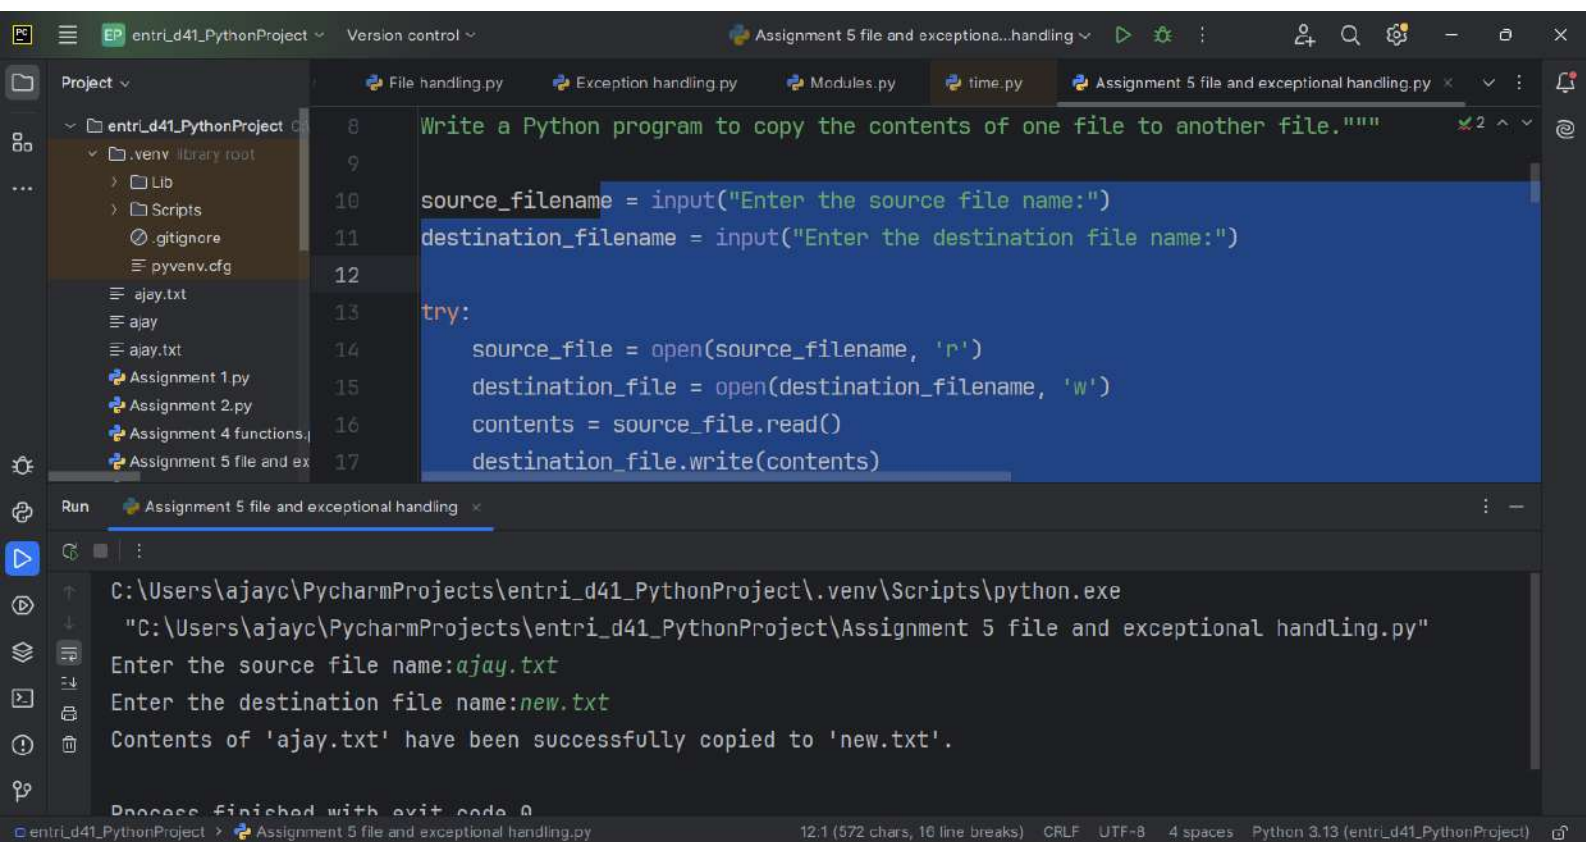 PC EP entri_d41_PythonProject Version control Assignment 5 file and exceptiona...handling
Project File handling.py Exception handling.py Modules.py time.py Assignment 5 file and exceptional handling.py
entri_d41_PythonProject
.venv library root
Lib
Scripts
.gitignore
pyvenv.cfg
ajay.txt
ajay
ajay.txt
Assignment 1.py
Assignment 2.py
Assignment 4 functions.
Assignment 5 file and ex
8 Write a Python program to copy the contents of one file to another file.""" 2
9
10 source_filename = input("Enter the source file name:")
11 destination_filename = input("Enter the destination file name:")
12
13 try:
14 source_file = open(source_filename, 'r')
15 destination_file = open(destination_filename, 'w')
16 contents = source_file.read()
17 destination_file.write(contents)
Run Assignment 5 file and exceptional handling
C:\Users\ajayc\PycharmProjects\entri_d41_PythonProject\.venv\Scripts\python.exe
"C:\Users\ajayc\PycharmProjects\entri_d41_PythonProject\Assignment 5 file and exceptional handling.py"
Enter the source file name:ajay.txt
Enter the destination file name:new.txt
Contents of 'ajay.txt' have been successfully copied to 'new.txt'.
Process finished with exit code 0
entri_d41_PythonProject > Assignment 5 file and exceptional handling.py 12:1 (572 chars, 16 line breaks) CRLF UTF-8 4 spaces Python 3.13 (entri_d41_PythonProject)